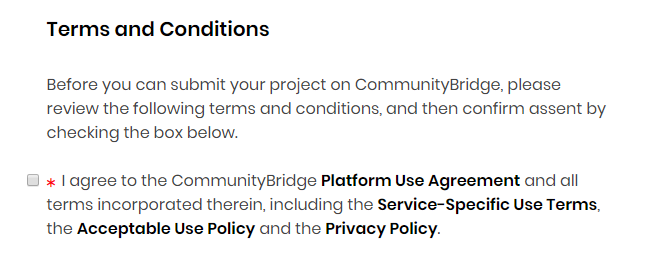 Terms and Conditions
Before you can submit your project on CommunityBridge, please
review the following terms and conditions, and then confirm assent by
checking the box below.
* I agree to the CommunityBridge Platform Use Agreement and all
terms incorporated therein, including the Service-Specific Use Terms,
the Acceptable Use Policy and the Privacy Policy.